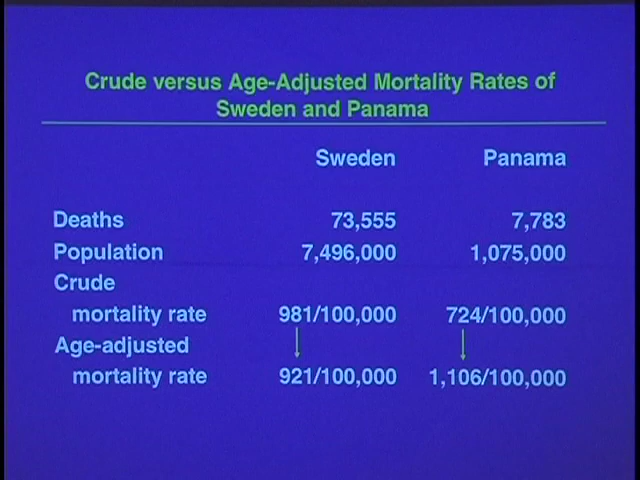 Crude versus Age-Adjusted Mortality Rates of
Sweden and Panama
Sweden Panama
Deaths 73,555 7,783
Population 7,496,000 1,075,000
Crude
mortality rate 981/100,000 724/100,000
Age-adjusted
mortality rate 921/100,000 1,106/100,000